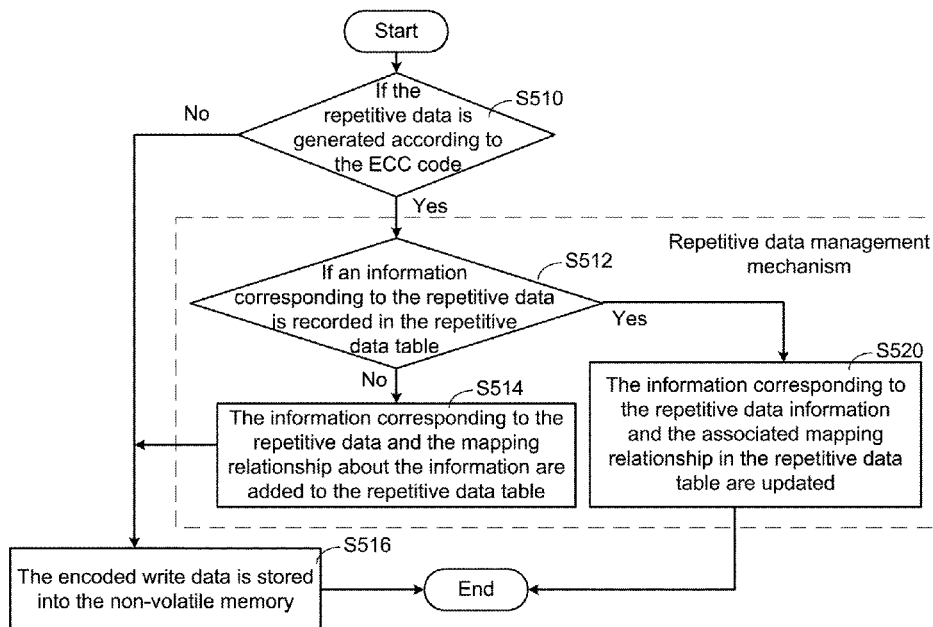 Start
If the
repetitive data is
generated according to
the ECC code
S510
No
Yes
Repetitive data management
mechanism
If an information
corresponding to the repetitive data
is recorded in the repetitive
data table
S512
Yes
No
S514
The information corresponding to the
repetitive data and the mapping
relationship about the information are
added to the repetitive data table
S520
The information corresponding to
the repetitive data information
and the associated mapping
relationship in the repetitive data
table are updated
S516
The encoded write data is stored
into the non-volatile memory
End